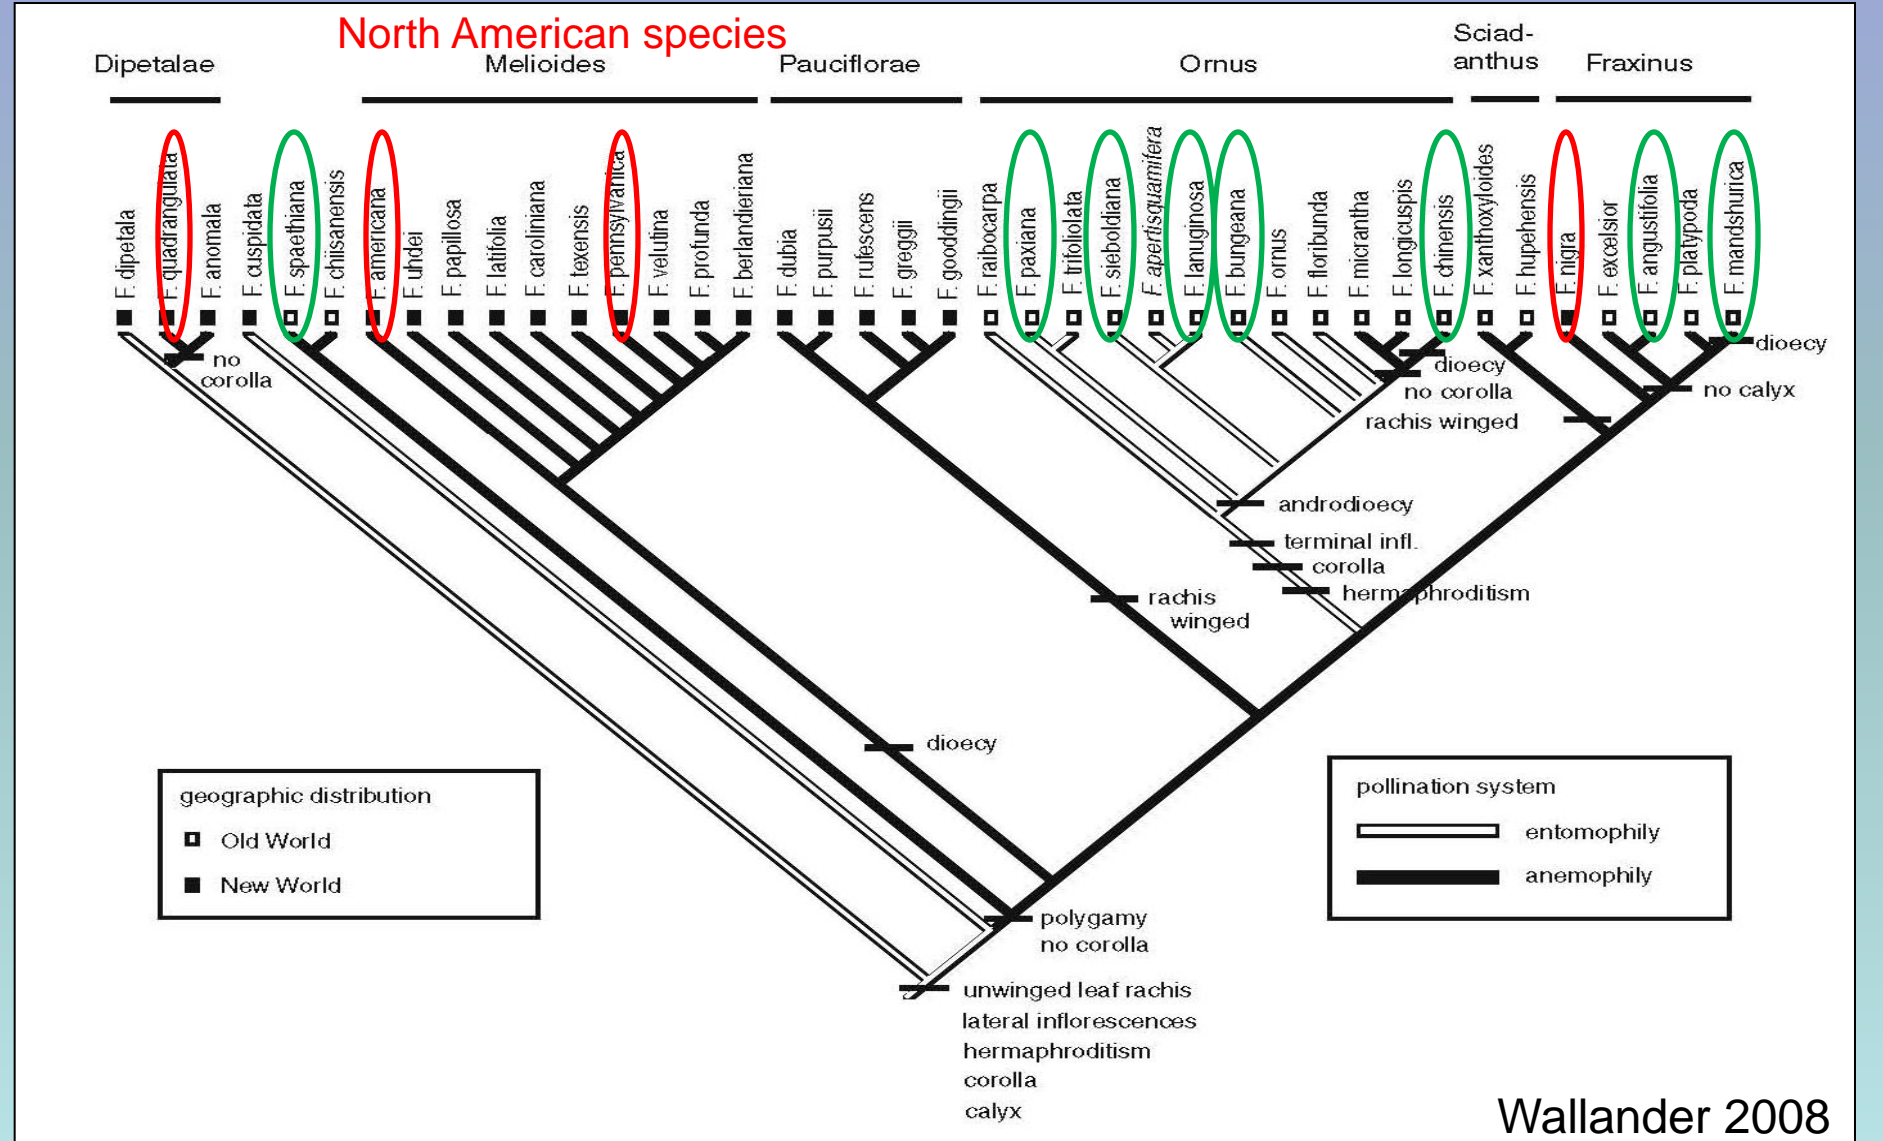 North American species
Dipetalae
Melioides
Pauciflorae
Ornus
Sciad-
anthus
Fraxinus
F. dipetala
F. quadrangulata
F. anomala
F. cuspidata
F. spaethiana
F. chiisanensis
F. americana
F. uhdei
F. papillosa
F. latifolia
F. caroliniana
F. texensis
F. pennsylvanica
F. velutina
F. profunda
F. berlandieriana
F. dubia
F. purpusii
F. rufescens
F. greggii
F. gooddingii
F. raibocarpa
F. paxiana
F. trifoliolata
F. sieboldiana
F. apertisquamifera
F. lanuginosa
F. bungeana
F. ornus
F. floribunda
F. micrantha
F. longicuspis
F. chinensis
F. xanthoxyloides
F. hupehensis
F. nigra
F. excelsior
F. angustifolia
F. platypoda
F. mandshurica
no
corolla
dioecy
dioecy
no corolla
no calyx
rachis winged
androdioecy
terminal infl.
corolla
hermaphroditism
rachis
winged
dioecy
geographic distribution
Old World
New World
pollination system
entomophily
anemophily
polygamy
no corolla
unwinged leaf rachis
lateral inflorescences
hermaphroditism
corolla
calyx
Wallander 2008